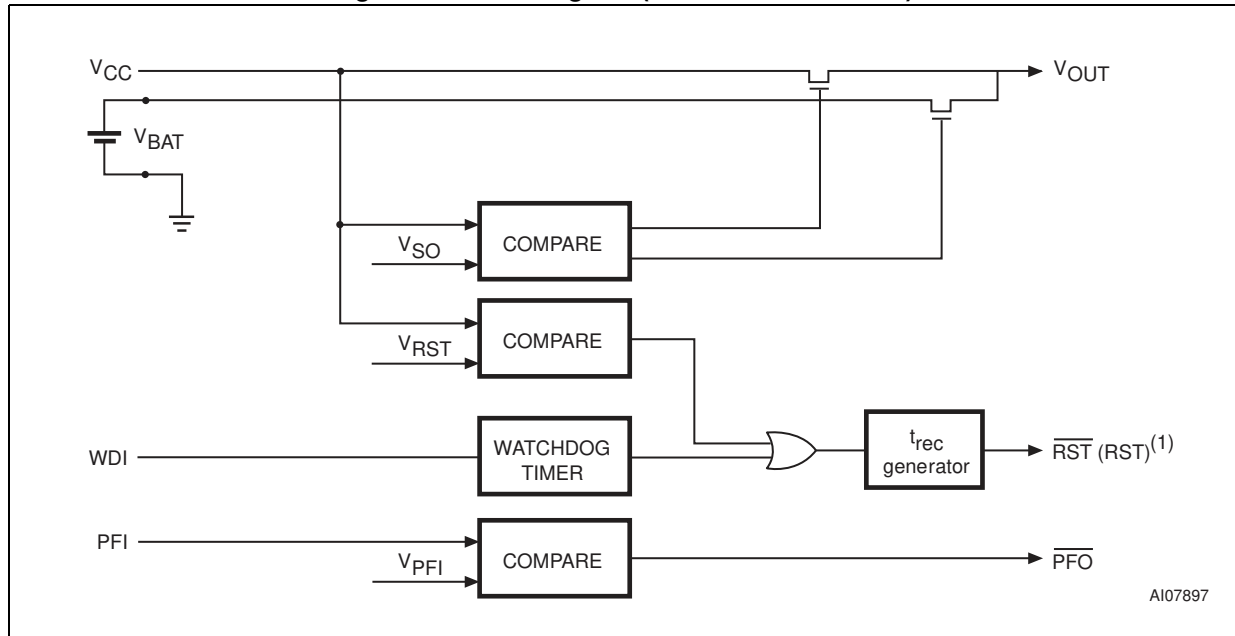 VCC
VOUT
VBAT
COMPARE
VSO
COMPARE
VRST
WDI
WATCHDOG
TIMER
trec
generator
RST (RST)(1)
PFI
COMPARE
VPFI
PFO
AI07897